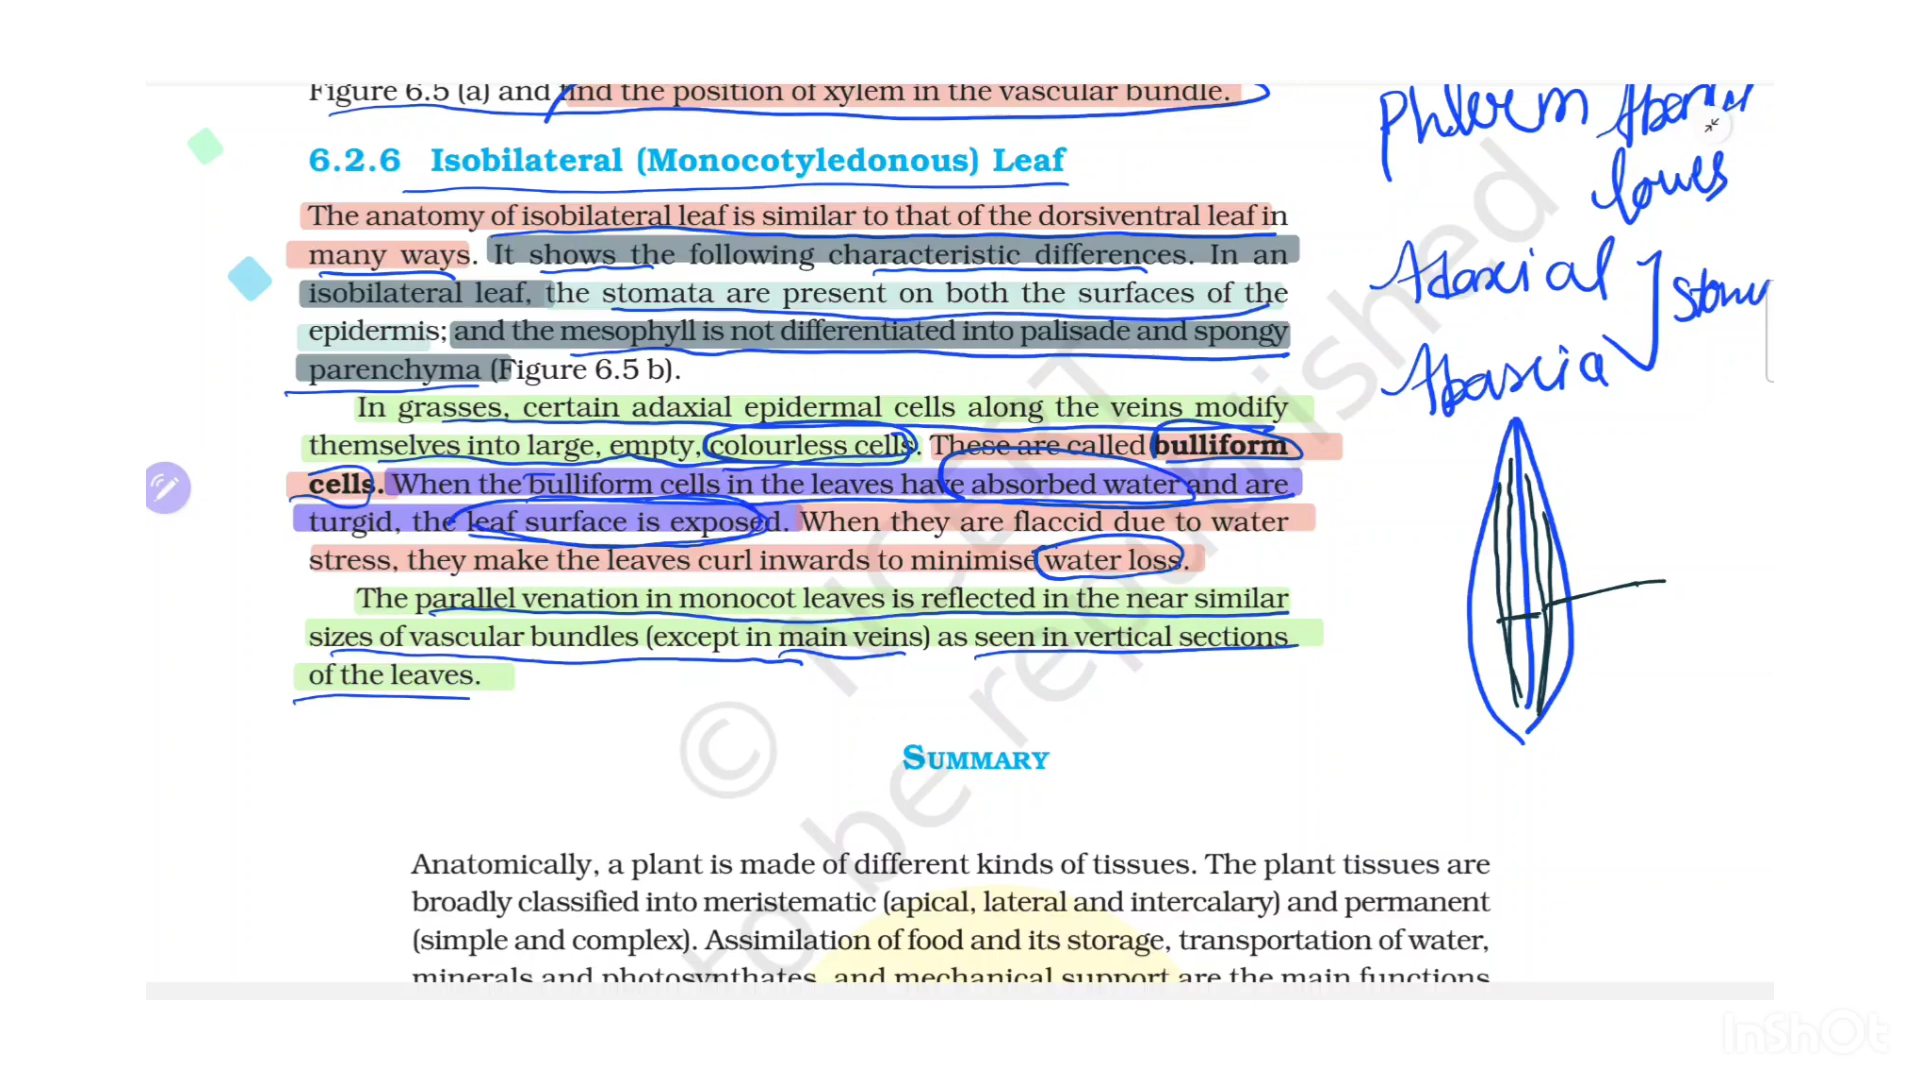 Figure 6.5 (a) and find the position of xylem in the vascular bundle.
6.2.6 Isobilateral (Monocotyledonous) Leaf
The anatomy of isobilateral leaf is similar to that of the dorsiventral leaf in
many ways. It shows the following characteristic differences. In an
isobilateral leaf, the stomata are present on both the surfaces of the
epidermis; and the mesophyll is not differentiated into palisade and spongy
parenchyma (Figure 6.5 b).
In grasses, certain adaxial epidermal cells along the veins modify
themselves into large, empty, colourless cells. These are called bulliform
cells. When the bulliform cells in the leaves have absorbed water and are
turgid, the leaf surface is exposed. When they are flaccid due to water
stress, they make the leaves curl inwards to minimise water loss.
The parallel venation in monocot leaves is reflected in the near similar
sizes of vascular bundles (except in main veins) as seen in vertical sections
of the leaves.
SUMMARY
Anatomically, a plant is made of different kinds of tissues. The plant tissues are
broadly classified into meristematic (apical, lateral and intercalary) and permanent
(simple and complex). Assimilation of food and its storage, transportation of water,
minerals and photosynthates, and mechanical support are the main functions
Adaxial
© NCERT
to be republished
InShOt